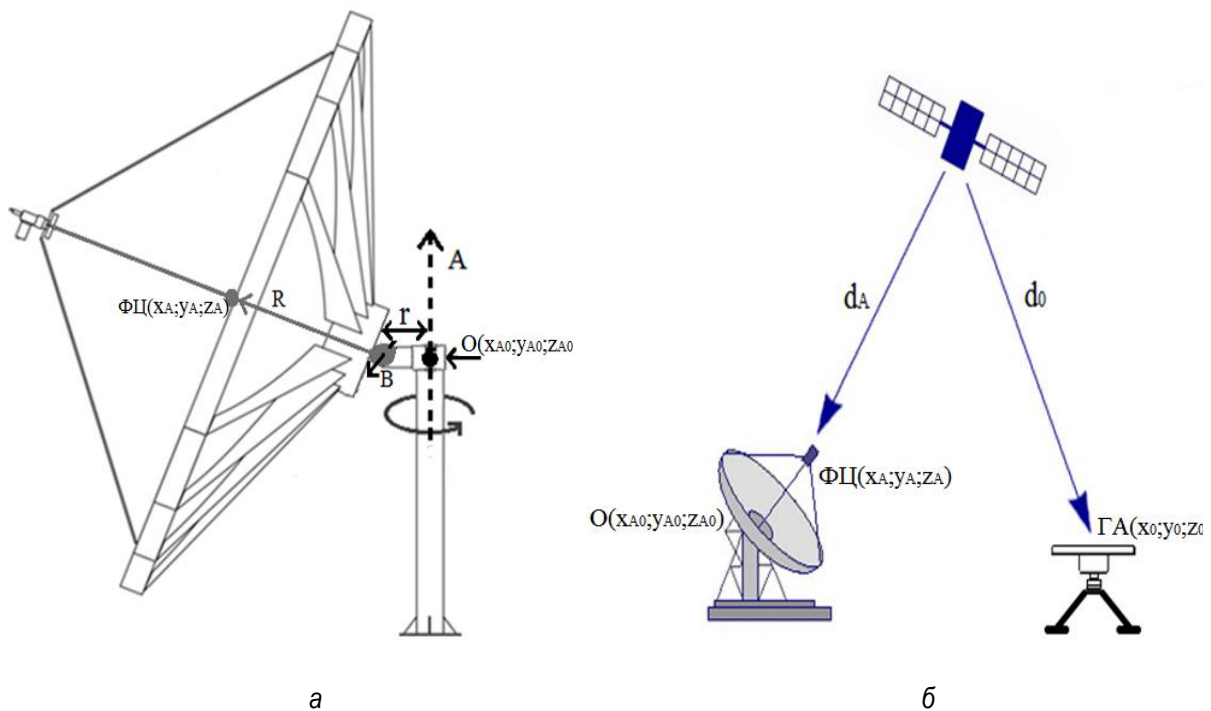 A
ФЦ(xA;yA;zA)
R
r
O(xA0;yA0;zA0
B
dA
d0
ФЦ(xA;yA;zA)
O(xA0;yA0;zA0)
ГА(x0;y0;z0
а
б